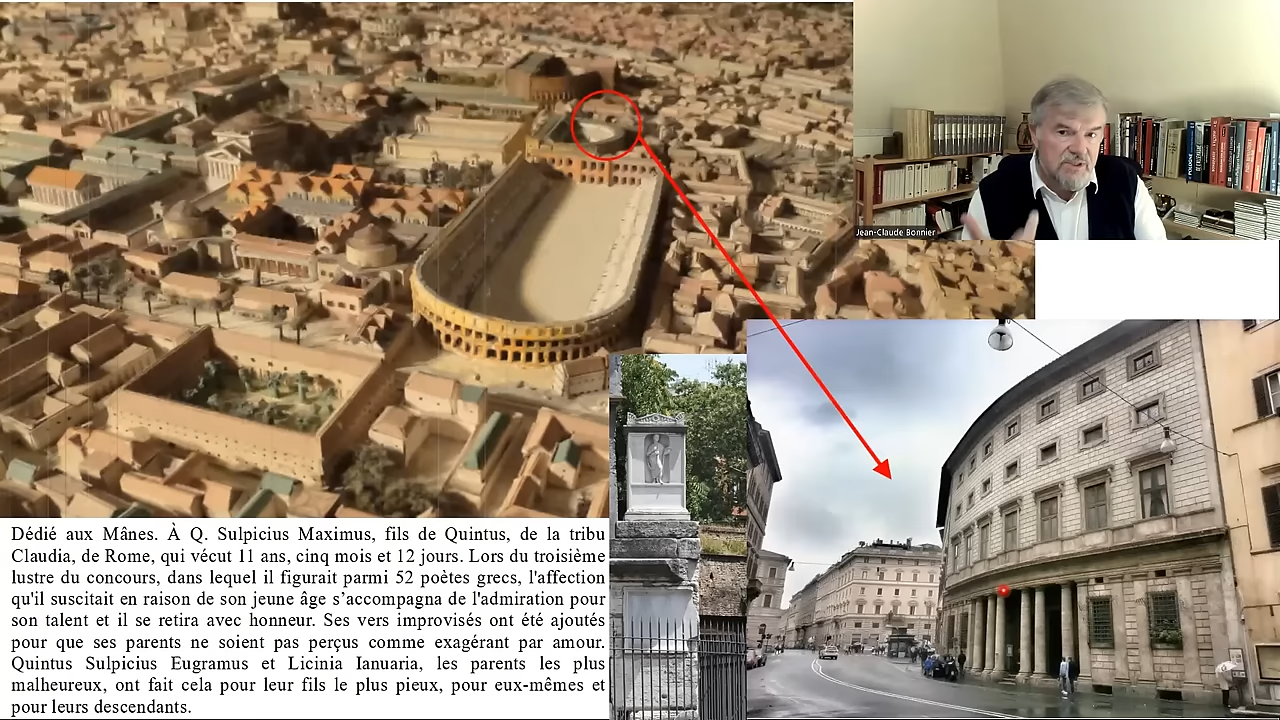 Jean-Claude Bonnier
Dédié aux Mânes. À Q. Sulpicius Maximus, fils de Quintus, de la tribu
Claudia, de Rome, qui vécut 11 ans, cinq mois et 12 jours. Lors du troisième
lustre du concours, dans lequel il figurait parmi 52 poètes grecs, l'affection
qu'il suscitait en raison de son jeune âge s’accompagna de l'admiration pour
son talent et il se retira avec honneur. Ses vers improvisés ont été ajoutés
pour que ses parents ne soient pas perçus comme exagérant par amour.
Quintus Sulpicius Eugramus et Licinia Ianuaria, les parents les plus
malheureux, ont fait cela pour leur fils le plus pieux, pour eux-mêmes et
pour leurs descendants.